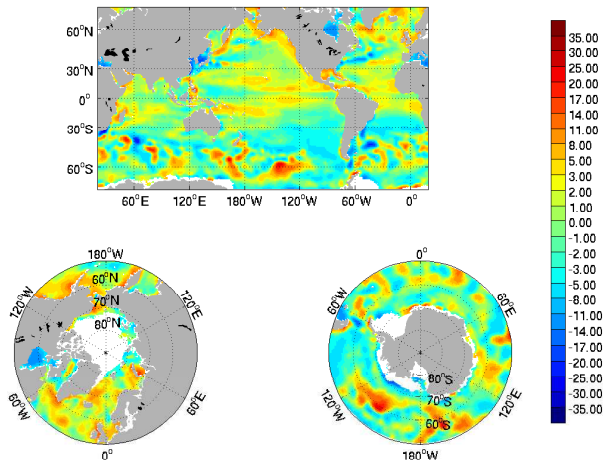 60°N
30°N
0°
30°S
60°S
60°E 120°E 180°W 120°W 60°W 0°
35.00
30.00
25.00
20.00
17.00
14.00
11.00
8.00
5.00
3.00
2.00
1.00
0.00
-1.00
-2.00
-3.00
-5.00
-8.00
-11.00
-14.00
-17.00
-20.00
-25.00
-30.00
-35.00
180°W
120°W
120°E
60°N
70°N
80°N
60°W
60°E
0°
0°
60°W
60°E
80°S
70°S
60°S
120°W
120°E
180°W